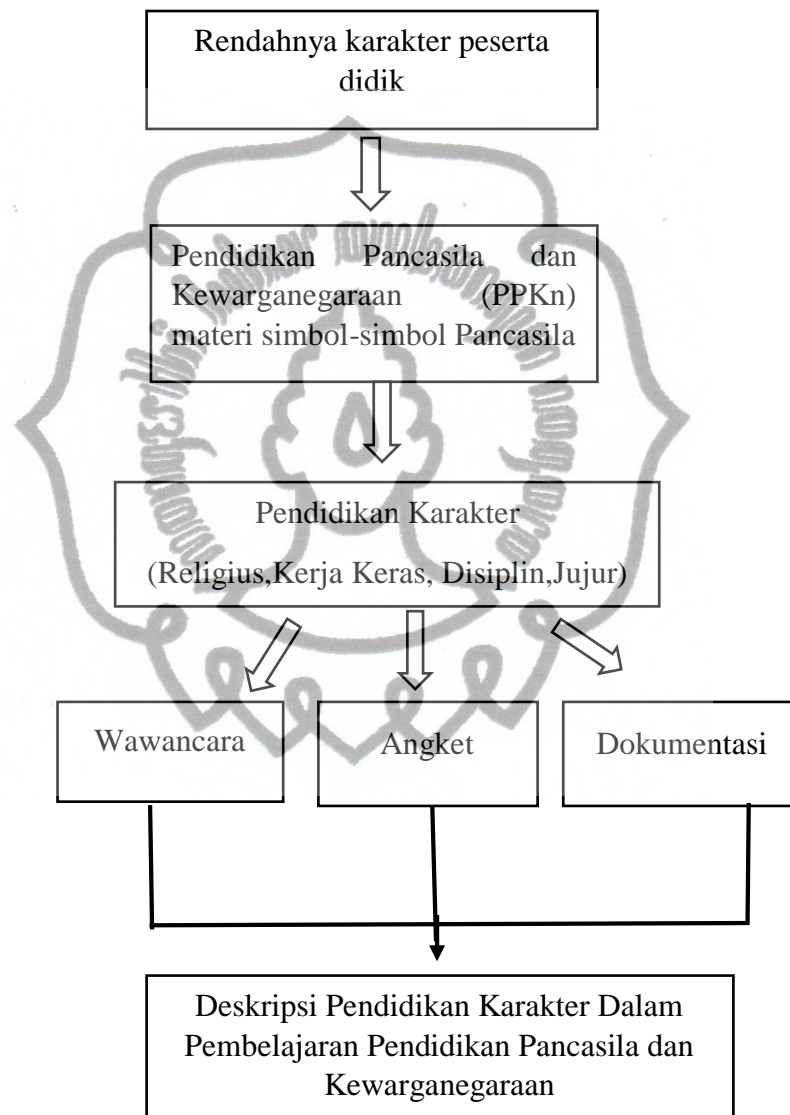 Rendahnya karakter peserta
didik
Pendidikan Pancasila dan
Kewarganegaraan (PPKn)
materi simbol-simbol Pancasila
Pendidikan Karakter
(Religius,Kerja Keras, Disiplin,Jujur)
Wawancara
Angket
Dokumentasi
Deskripsi Pendidikan Karakter Dalam
Pembelajaran Pendidikan Pancasila dan
Kewarganegaraan